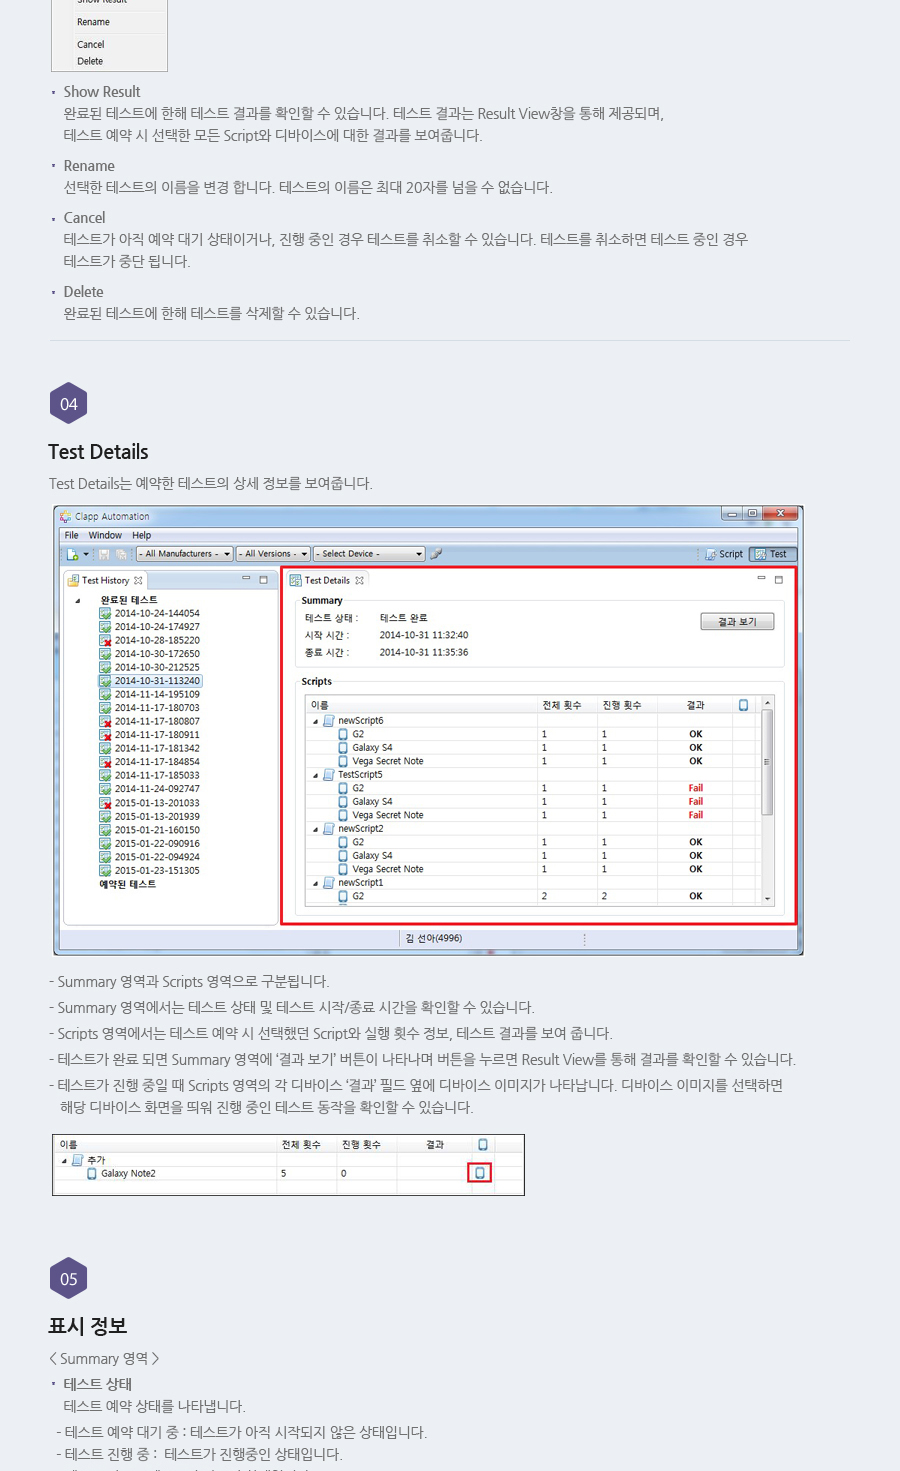 Show Result
Rename
Cancel
Delete
Show Result
완료된 테스트에 한해 테스트 결과를 확인할 수 있습니다. 테스트 결과는 Result View창을 통해 제공되며,
테스트 예약 시 선택한 모든 Script와 디바이스에 대한 결과를 보여줍니다.
Rename
선택한 테스트의 이름을 변경 합니다. 테스트의 이름은 최대 20자를 넘을 수 없습니다.
Cancel
테스트가 아직 예약 대기 상태이거나, 진행 중인 경우 테스트를 취소할 수 있습니다. 테스트를 취소하면 테스트 중인 경우
테스트가 중단 됩니다.
Delete
완료된 테스트에 한해 테스트를 삭제할 수 있습니다.
04
Test Details
Test Details는 예약한 테스트의 상세 정보를 보여줍니다.
Clapp Automation
File Window Help
- All Manufacturers - - All Versions - - Select Device - Script Test
Test History
완료된 테스트
2014-10-24-144054
2014-10-24-174927
2014-10-28-185220
2014-10-30-172650
2014-10-30-212525
2014-10-31-113240
2014-11-14-195109
2014-11-17-180703
2014-11-17-180807
2014-11-17-180911
2014-11-17-181342
2014-11-17-184854
2014-11-17-185033
2014-11-24-092747
2015-01-13-201033
2015-01-13-201939
2015-01-21-160150
2015-01-22-090916
2015-01-22-094924
2015-01-23-151305
예약된 테스트
Test Details
Summary
테스트 상태 : 테스트 완료
결과 보기
시작 시간 : 2014-10-31 11:32:40
종료 시간 : 2014-10-31 11:35:36
Scripts
이름 전체 횟수 진행 횟수 결과
newScript6
G2 1 1 OK
Galaxy S4 1 1 OK
Vega Secret Note 1 1 OK
TestScript5
G2 1 1 Fail
Galaxy S4 1 1 Fail
Vega Secret Note 1 1 Fail
newScript2
G2 1 1 OK
Galaxy S4 1 1 OK
Vega Secret Note 1 1 OK
newScript1
G2 2 2 OK
김 선아(4996)
- Summary 영역과 Scripts 영역으로 구분됩니다.
- Summary 영역에서는 테스트 상태 및 테스트 시작/종료 시간을 확인할 수 있습니다.
- Scripts 영역에서는 테스트 예약 시 선택했던 Script와 실행 횟수 정보, 테스트 결과를 보여 줍니다.
- 테스트가 완료 되면 Summary 영역에 ‘결과 보기’ 버튼이 나타나며 버튼을 누르면 Result View를 통해 결과를 확인할 수 있습니다.
- 테스트가 진행 중일 때 Scripts 영역의 각 디바이스 ‘결과’ 필드 옆에 디바이스 이미지가 나타납니다. 디바이스 이미지를 선택하면
해당 디바이스 화면을 띄워 진행 중인 테스트 동작을 확인할 수 있습니다.
이름 전체 횟수 진행 횟수 결과
추가
Galaxy Note2 5 0
05
표시 정보
< Summary 영역 >
테스트 상태
테스트 예약 상태를 나타냅니다.
- 테스트 예약 대기 중 : 테스트가 아직 시작되지 않은 상태입니다.
- 테스트 진행 중 : 테스트가 진행중인 상태입니다.